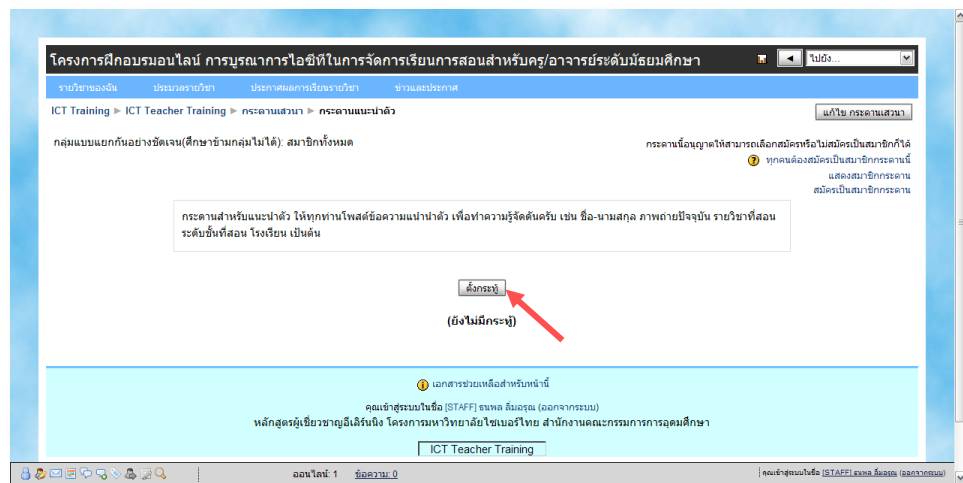 โครงการฝึกอบรมออนไลน์ การบูรณาการไอซีทีในการจัดการเรียนการสอนสำหรับครู/อาจารย์ระดับมัธยมศึกษา
ไปยัง...
รายวิชาของฉัน ประมวลรายวิชา ประกาศผลการเรียนรายวิชา ข่าวและประกาศ
ICT Training ► ICT Teacher Training ► กระดานเสวนา ► กระดานแนะนำตัว
แก้ไข กระดานเสวนา
กลุ่มแบบแยกกันอย่างชัดเจน(ศึกษาข้ามกลุ่มไม่ได้): สมาชิกทั้งหมด
กระดานนี้อนุญาตให้สามารถเลือกสมัครหรือไม่สมัครเป็นสมาชิกก็ได้
ทุกคนต้องสมัครเป็นสมาชิกกระดานนี้
แสดงสมาชิกกระดาน
สมัครเป็นสมาชิกกระดาน
กระดานสำหรับแนะนำตัว ให้ทุกท่านโพสต์ข้อความแนำนำตัว เพื่อทำความรู้จัดกันครับ เช่น ชื่อ-นามสกุล ภาพถ่ายปัจจุบัน รายวิชาที่สอน
ระดับชั้นที่สอน โรงเรียน เป็นต้น
ตั้งกระทู้
(ยังไม่มีกระทู้)
เอกสารช่วยเหลือสำหรับหน้านี้
คุณเข้าสู่ระบบในชื่อ [STAFF] ธนพล ลิ่มอรุณ (ออกจากระบบ)
หลักสูตรผู้เชี่ยวชาญอีเลิร์นนิง โครงการมหาวิทยาลัยไซเบอร์ไทย สำนักงานคณะกรรมการการอุดมศึกษา
ICT Teacher Training
ออนไลน์: 1 ข้อความ: 0
คุณเข้าสู่ระบบในชื่อ [STAFF] ธนพล ลิ่มอรุณ (ออกจากระบบ)